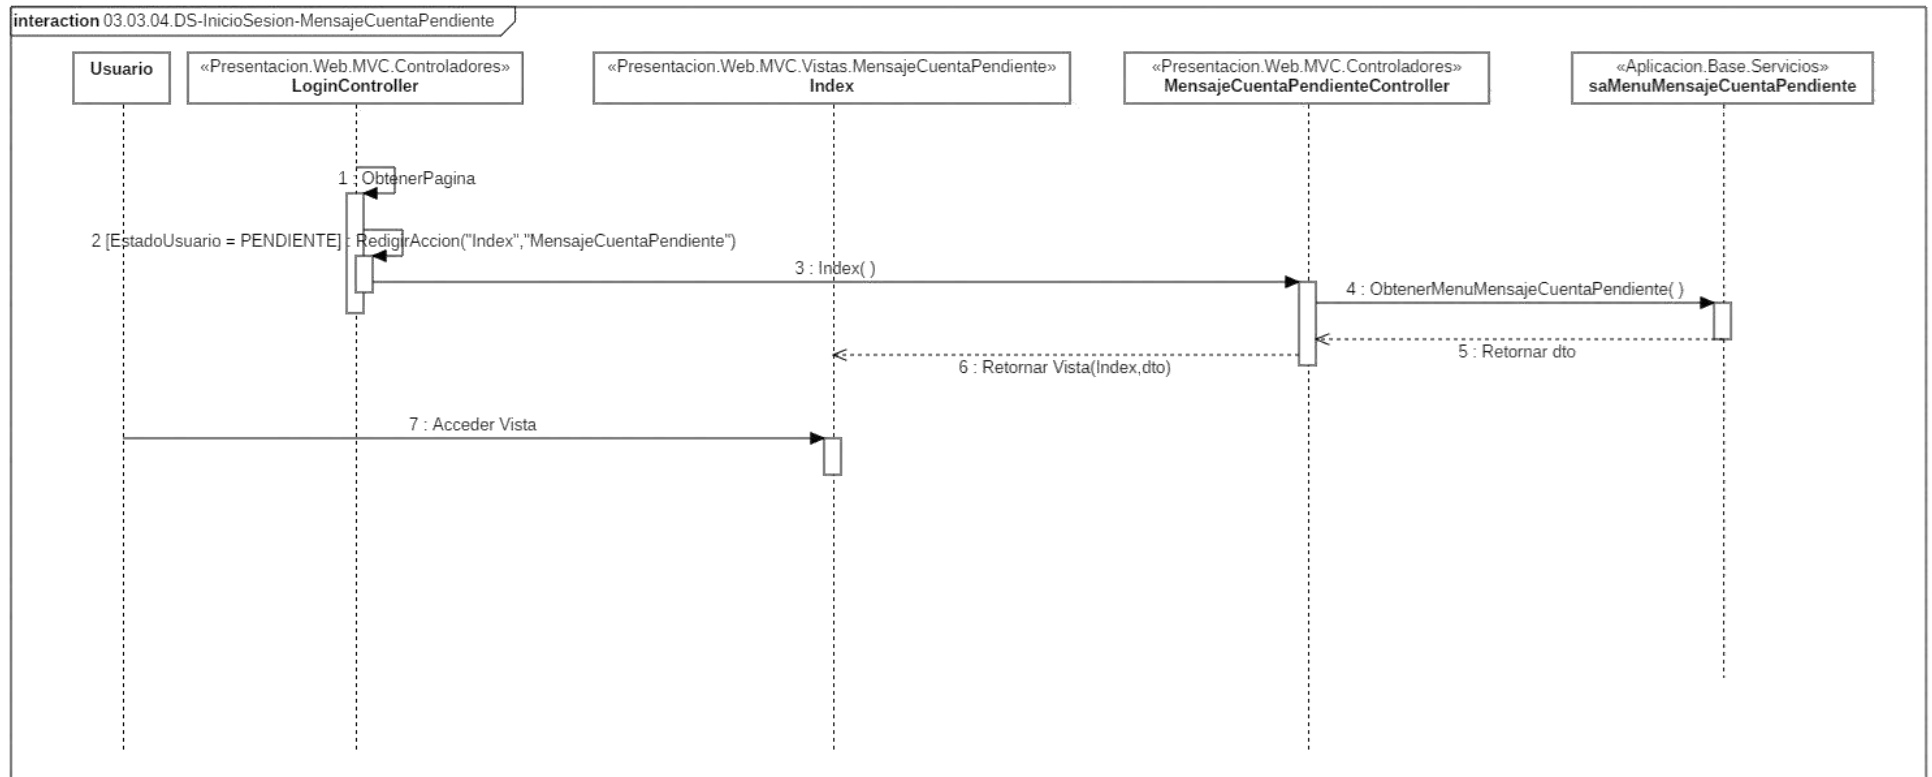 interaction 03.03.04.DS-InicioSesion-MensajeCuentaPendiente
Usuario
«Presentacion.Web.MVC.Controladores»
LoginController
«Presentacion.Web.MVC.Vistas.MensajeCuentaPendiente»
Index
«Presentacion.Web.MVC.Controladores»
MensajeCuentaPendienteController
«Aplicacion.Base.Servicios»
saMenuMensajeCuentaPendiente
1 : ObtenerPagina
2 [EstadoUsuario = PENDIENTE] : RedigirAccion("Index","MensajeCuentaPendiente")
3 : Index( )
4 : ObtenerMenuMensajeCuentaPendiente( )
5 : Retornar dto
6 : Retornar Vista(Index,dto)
7 : Acceder Vista